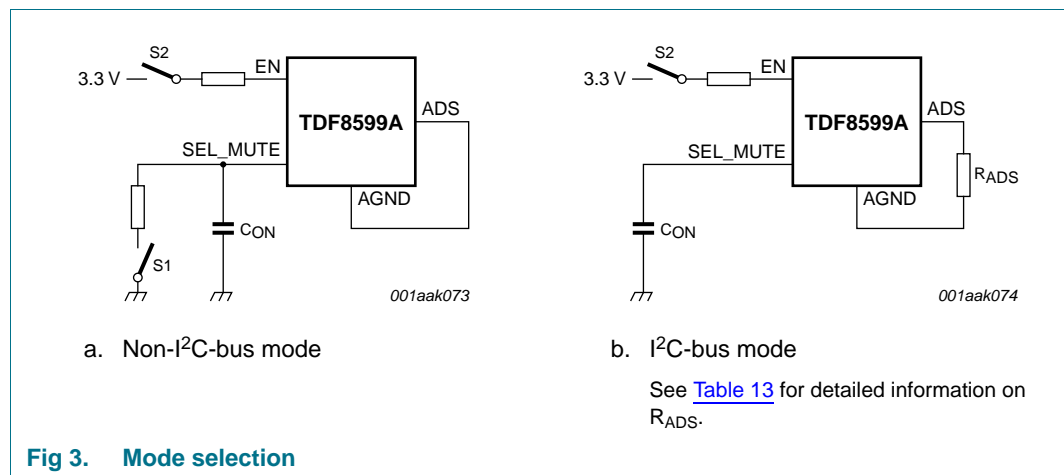 S2
3.3 V
EN
TDF8599A
ADS
SEL_MUTE
AGND
CON
S1
001aak073
a. Non-I²C-bus mode
S2
3.3 V
EN
TDF8599A
ADS
SEL_MUTE
RADS
AGND
CON
001aak074
b. I²C-bus mode
See Table 13 for detailed information on
RADS.
Fig 3. Mode selection